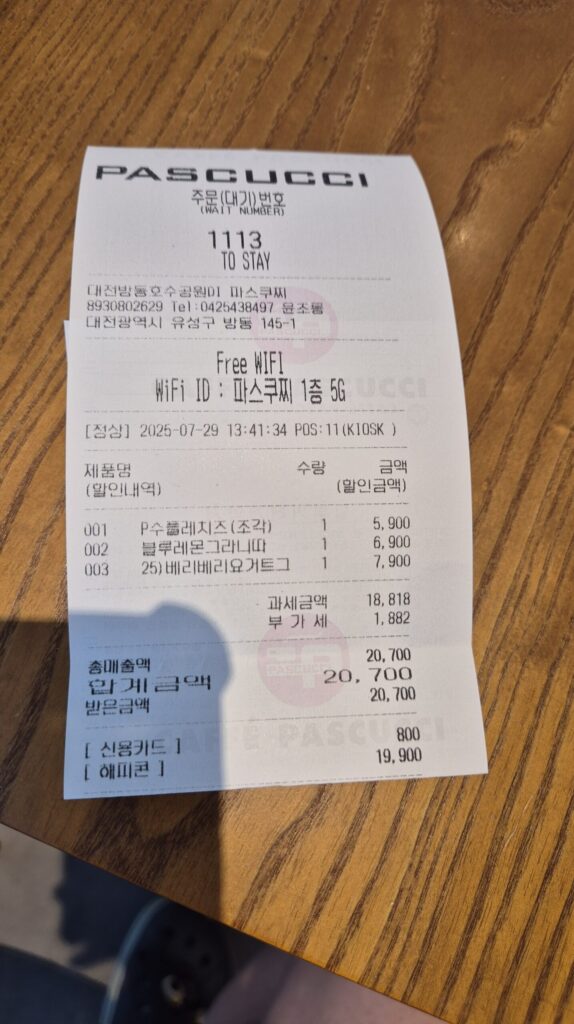 PASCUCCI
주문(대기)번호
(WAIT NUMBER)
1113
TO STAY
대전방동호수공원DI 파스쿠찌
8930802629 Tel:0425438497 윤조몽
대전광역시 유성구 방동 145-1
Free WIFI
WiFi ID : 파스쿠찌 1층 5G
[정상] 2025-07-29 13:41:34 POS:11(KIOSK )
제품명 수량 금액
(할인내역) (할인금액)
001 P수플레치즈(조각) 1 5,900
002 블루레몬그라니따 1 6,900
003 25)베리베리요거트그 1 7,900
과세금액 18,818
부 가 세 1,882
총매출액 20,700
합계금액 20,700
받은금액 20,700
[ 신용카드 ] 800
[ 해피콘 ] 19,900
CAFFÈ PASCUCCI